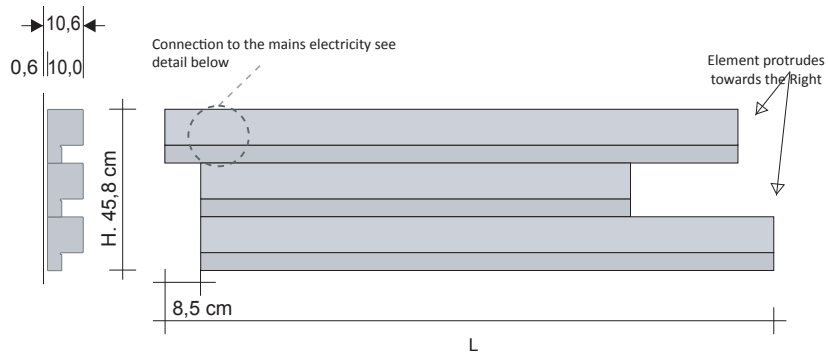 10,6
0,6
10,0
Connection to the mains electricity see
detail below
Element protrudes
towards the Right
H. 45,8 cm
8,5 cm
L